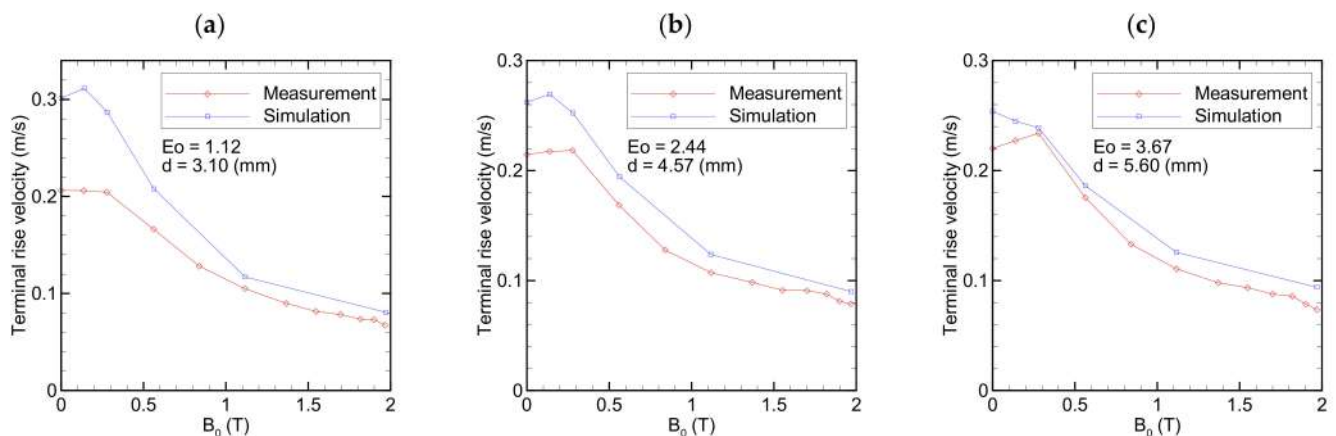 (a)
Terminal rise velocity (m/s)
0.3
0.2
0.1
0
Measurement
Simulation
Eo = 1.12
d = 3.10 (mm)
0 0.5 1 1.5 2
B₀ (T)
(b)
Terminal rise velocity (m/s)
0.3
0.2
0.1
0
Measurement
Simulation
Eo = 2.44
d = 4.57 (mm)
0 0.5 1 1.5 2
B₀ (T)
(c)
Terminal rise velocity (m/s)
0.3
0.2
0.1
0
Measurement
Simulation
Eo = 3.67
d = 5.60 (mm)
0 0.5 1 1.5 2
B₀ (T)